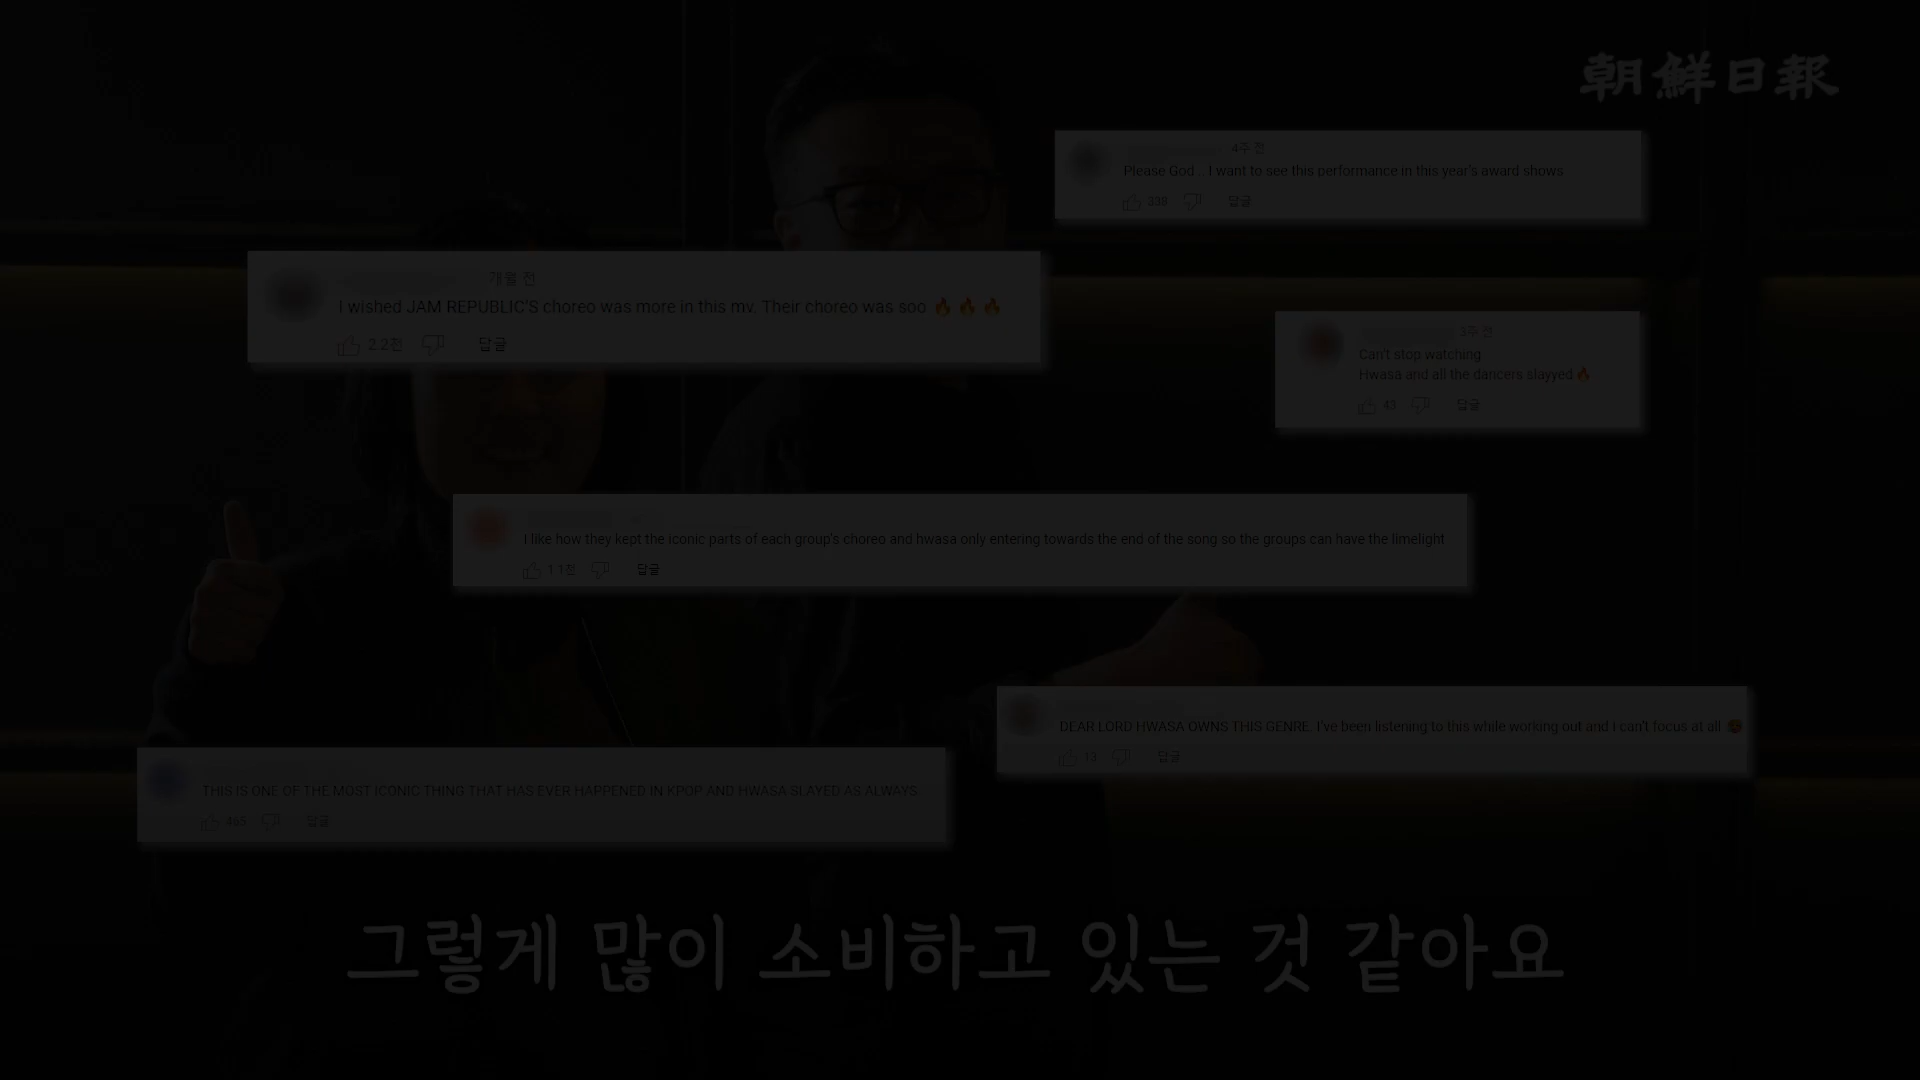 朝鮮日報
4주 전
Please God .. I want to see this performance in this year's award shows
238 답글
개월 전
I wished JAM REPUBLIC'S choreo was more in this mv. Their choreo was soo 🔥🔥🔥
2.2천 답글
3주 전
Can't stop watching
Hwasa and all the dancers slayyed🔥
43 답글
I like how they kept the iconic parts of each group's choreo and hwasa only entering towards the end of the song so the groups can have the limelight
1.1천 답글
DEAR LORD HWASA OWNS THIS GENRE. I've been listening to this while working out and i can't focus at all
13 답글
THIS IS ONE OF THE MOST ICONIC THING THAT HAS EVER HAPPENED IN KPOP AND HWASA SLAYED AS ALWAYS.
465 답글
그렇게 많이 소비하고 있는 것 같아요